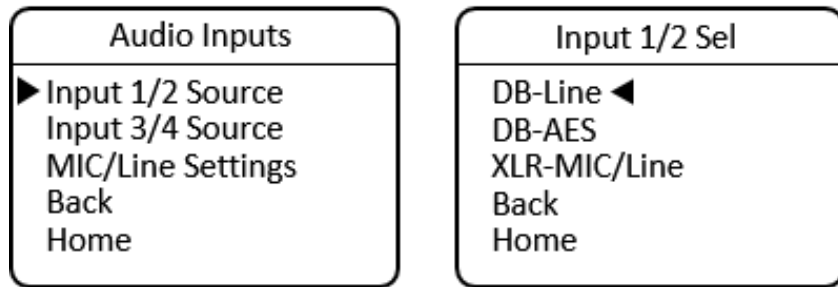 Audio Inputs
▶ Input 1/2 Source
Input 3/4 Source
MIC/Line Settings
Back
Home
Input 1/2 Sel
DB-Line ◀
DB-AES
XLR-MIC/Line
Back
Home